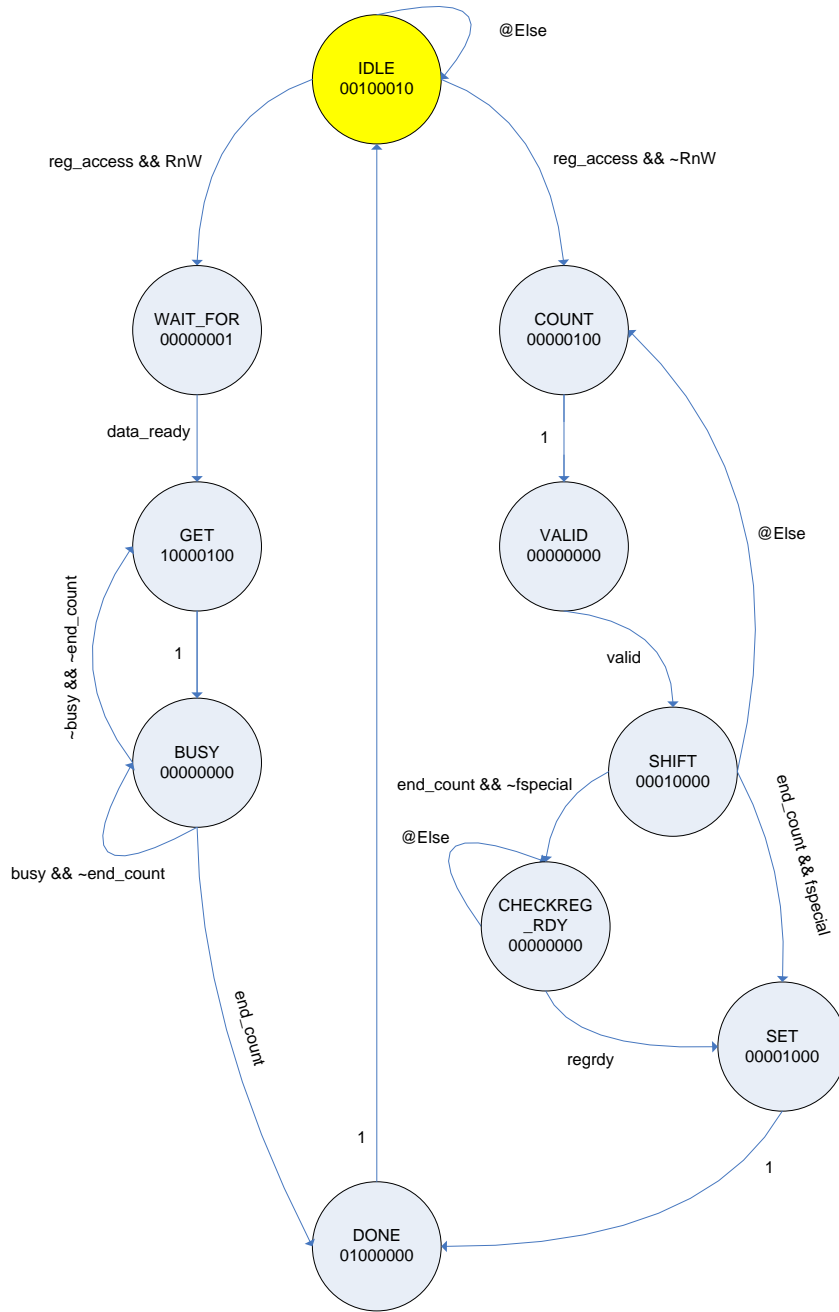 @Else
IDLE
00100010
reg_access && RnW
reg_access && ~RnW
WAIT_FOR
00000001
COUNT
00000100
data_ready
1
GET
10000100
VALID
00000000
@Else
~busy && ~end_count
1
valid
BUSY
00000000
SHIFT
00010000
end_count && ~fspecial
end_count && fspecial
@Else
busy && ~end_count
CHECKREG
_RDY
00000000
end_count
SET
00001000
regrdy
1
1
DONE
01000000